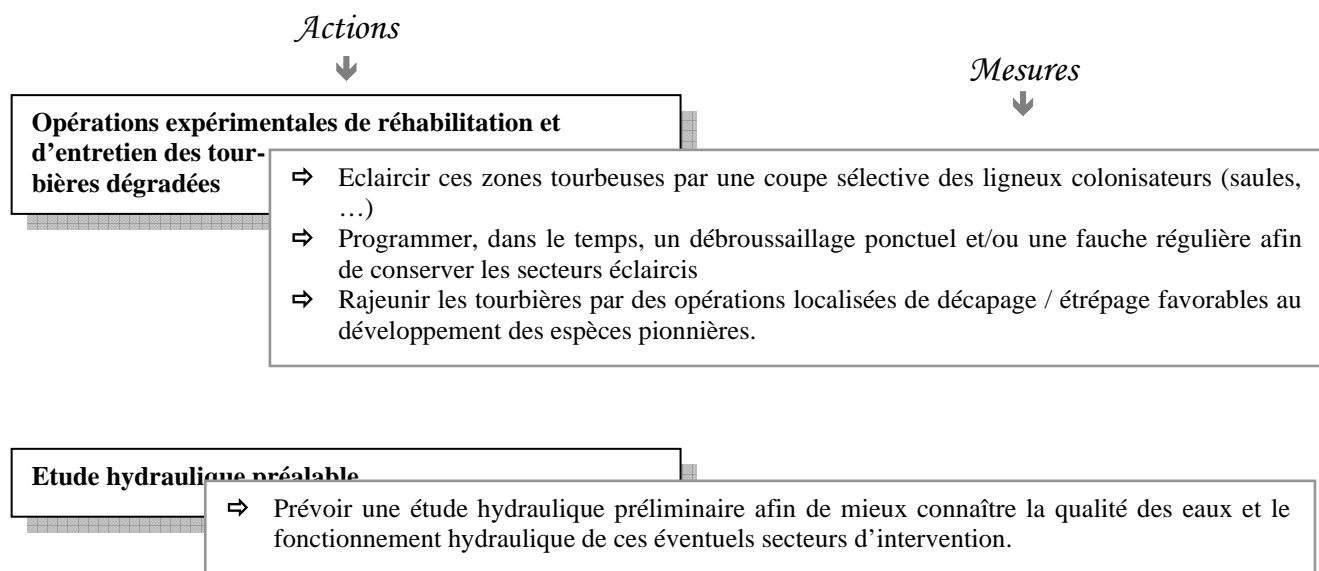 Actions
Mesures
Opérations expérimentales de réhabilitation et
d'entretien des tour-
bières dégradées
⇨ Eclaircir ces zones tourbeuses par une coupe sélective des ligneux colonisateurs (saules,
…)
⇨ Programmer, dans le temps, un débroussaillage ponctuel et/ou une fauche régulière afin
de conserver les secteurs éclaircis
⇨ Rajeunir les tourbières par des opérations localisées de décapage / étrépage favorables au
développement des espèces pionnières.
Etude hydraulique préalable
⇨ Prévoir une étude hydraulique préliminaire afin de mieux connaître la qualité des eaux et le
fonctionnement hydraulique de ces éventuels secteurs d'intervention.